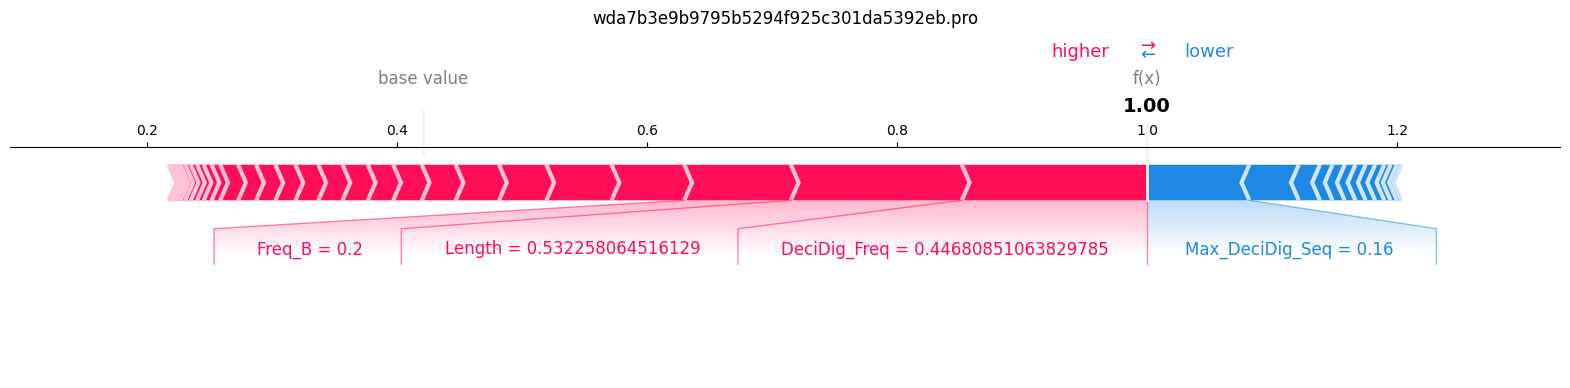 wda7b3e9b9795b5294f925c301da5392eb.pro
higher → ← lower
base value f(x)
1.00
0.2 0.4 0.6 0.8 1 0 1.2
Freq_B = 0.2 Length = 0.532258064516129 DeciDig_Freq = 0.44680851063829785 Max_DeciDig_Seq = 0.16